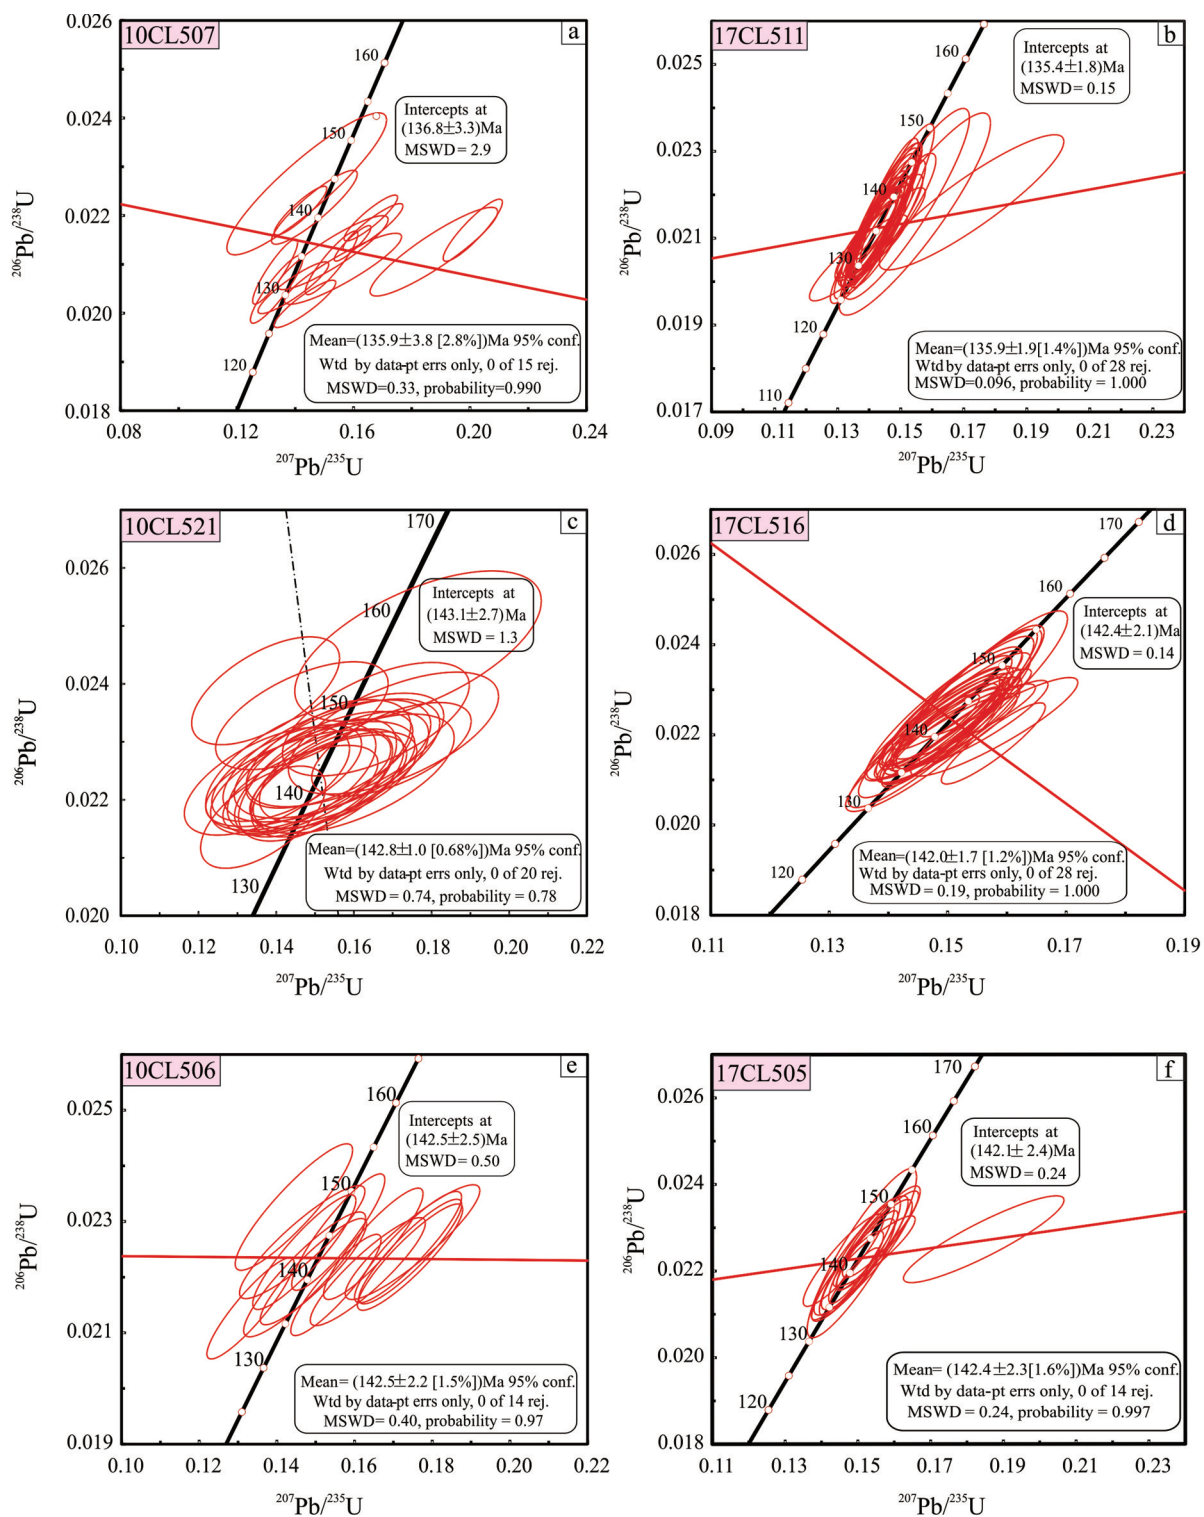 10CL507
a
0.026
0.024
0.022
0.020
0.018
²⁰⁶Pb/²³⁸U
160
150
140
130
120
Intercepts at
(136.8±3.3)Ma
MSWD = 2.9
Mean=(135.9±3.8 [2.8%])Ma 95% conf.
Wtd by data-pt errs only, 0 of 15 rej.
MSWD=0.33, probability=0.990
0.08 0.12 0.16 0.20 0.24
²⁰⁷Pb/²³⁵U
17CL511
b
0.025
0.023
0.021
0.019
0.017
²⁰⁶Pb/²³⁸U
160
150
140
130
120
110
Intercepts at
(135.4±1.8)Ma
MSWD = 0.15
Mean=(135.9±1.9[1.4%])Ma 95% conf.
Wtd by data-pt errs only, 0 of 28 rej.
MSWD=0.096, probability = 1.000
0.09 0.11 0.13 0.15 0.17 0.19 0.21 0.23
²⁰⁷Pb/²³⁵U
10CL521
c
0.026
0.024
0.022
0.020
²⁰⁶Pb/²³⁸U
170
160
150
140
130
Intercepts at
(143.1±2.7)Ma
MSWD = 1.3
Mean=(142.8±1.0 [0.68%])Ma 95% conf.
Wtd by data-pt errs only, 0 of 20 rej.
MSWD = 0.74, probability = 0.78
0.10 0.12 0.14 0.16 0.18 0.20 0.22
²⁰⁷Pb/²³⁵U
17CL516
d
0.026
0.024
0.022
0.020
0.018
²⁰⁶Pb/²³⁸U
170
160
150
140
130
120
Intercepts at
(142.4±2.1)Ma
MSWD = 0.14
Mean=(142.0±1.7 [1.2%])Ma 95% conf.
Wtd by data-pt errs only, 0 of 28 rej.
MSWD = 0.19, probability = 1.000
0.11 0.13 0.15 0.17 0.19
²⁰⁷Pb/²³⁵U
10CL506
e
0.025
0.023
0.021
0.019
²⁰⁶Pb/²³⁸U
160
150
140
130
Intercepts at
(142.5±2.5)Ma
MSWD = 0.50
Mean= (142.5±2.2 [1.5%])Ma 95% conf.
Wtd by data-pt errs only, 0 of 14 rej.
MSWD = 0.40, probability = 0.97
0.10 0.12 0.14 0.16 0.18 0.20 0.22
²⁰⁷Pb/²³⁵U
17CL505
f
0.026
0.024
0.022
0.020
0.018
²⁰⁶Pb/²³⁸U
170
160
150
140
130
120
Intercepts at
(142.1± 2.4)Ma
MSWD = 0.24
Mean= (142.4±2.3[1.6%])Ma 95% conf.
Wtd by data-pt errs only, 0 of 14 rej.
MSWD = 0.24, probability = 0.997
0.11 0.13 0.15 0.17 0.19 0.21 0.23
²⁰⁷Pb/²³⁵U